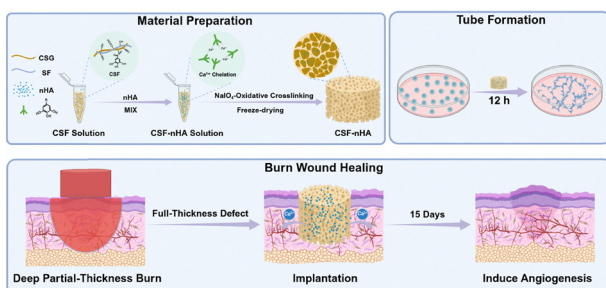 Material Preparation
CSG
SF
nHA
CSF
CSF Solution
nHA
MIX
Ca²⁺ Chelation
CSF-nHA Solution
NaIO₄-Oxidative Crosslinking
Freeze-drying
CSF-nHA
Tube Formation
12 h
Burn Wound Healing
Deep Partial-Thickness Burn
Full-Thickness Defect
Ca²⁺
Ca²⁺
Implantation
15 Days
Induce Angiogenesis